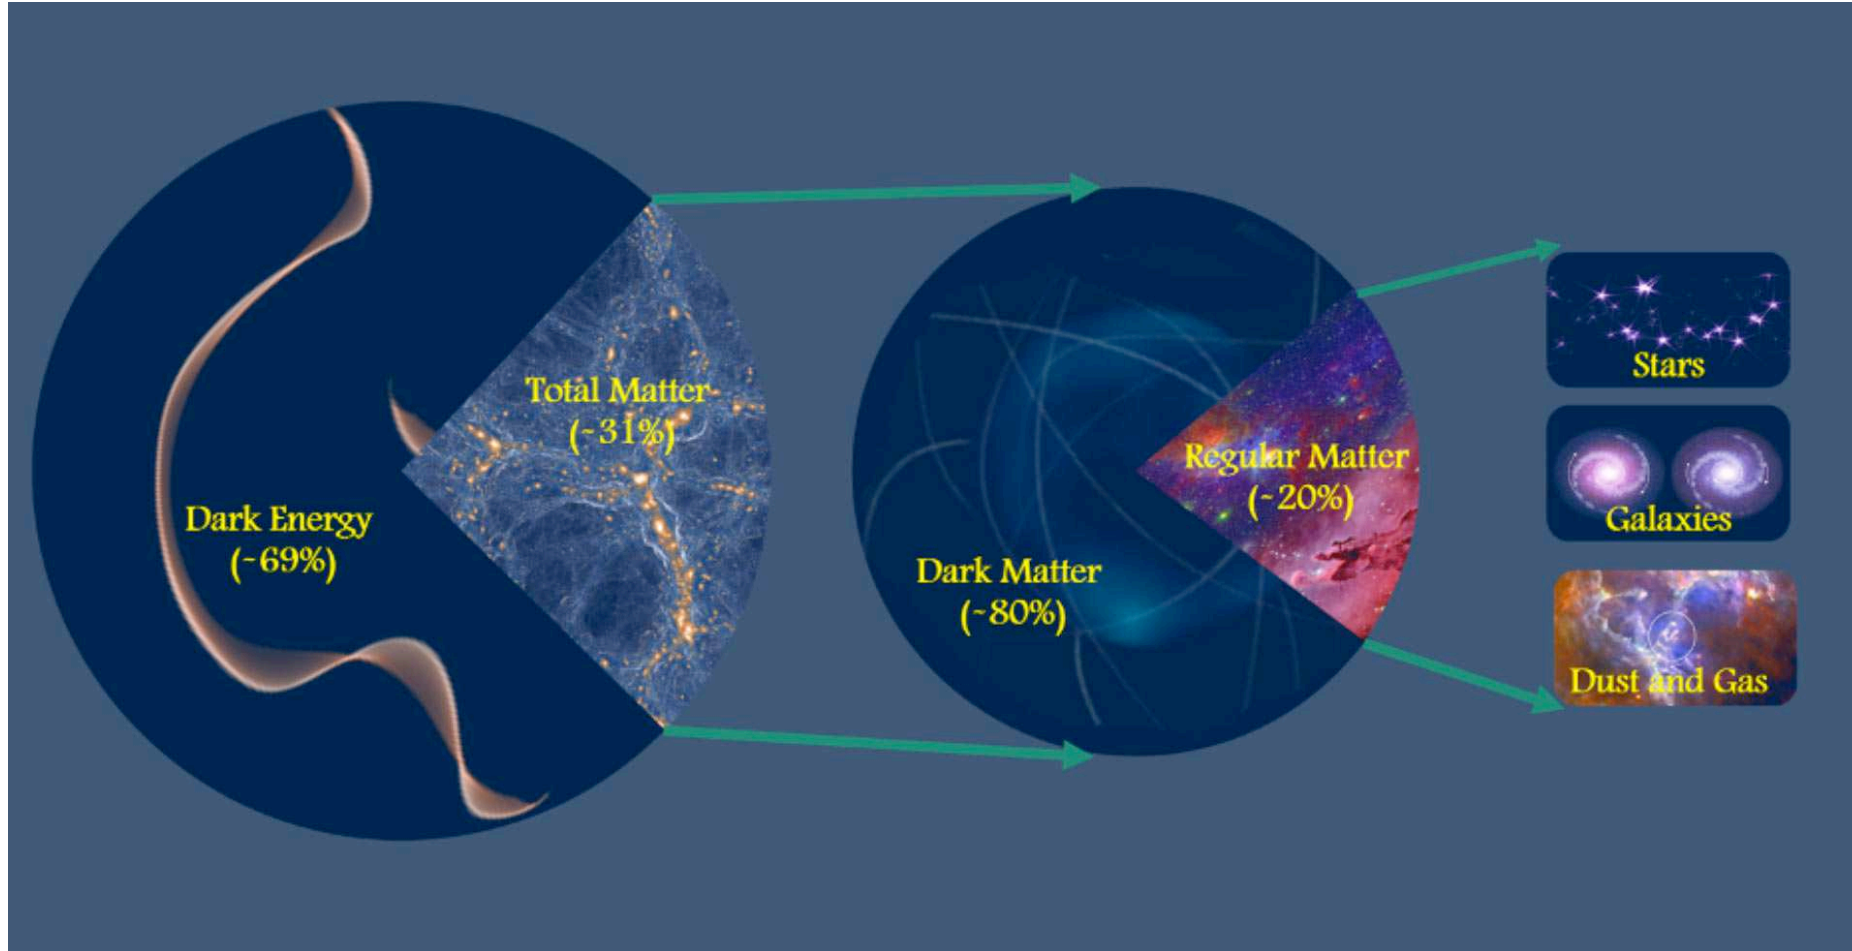 Dark Energy
(~69%)
Total Matter
(~31%)
Dark Matter
(~80%)
Regular Matter
(~20%)
Stars
Galaxies
Dust and Gas